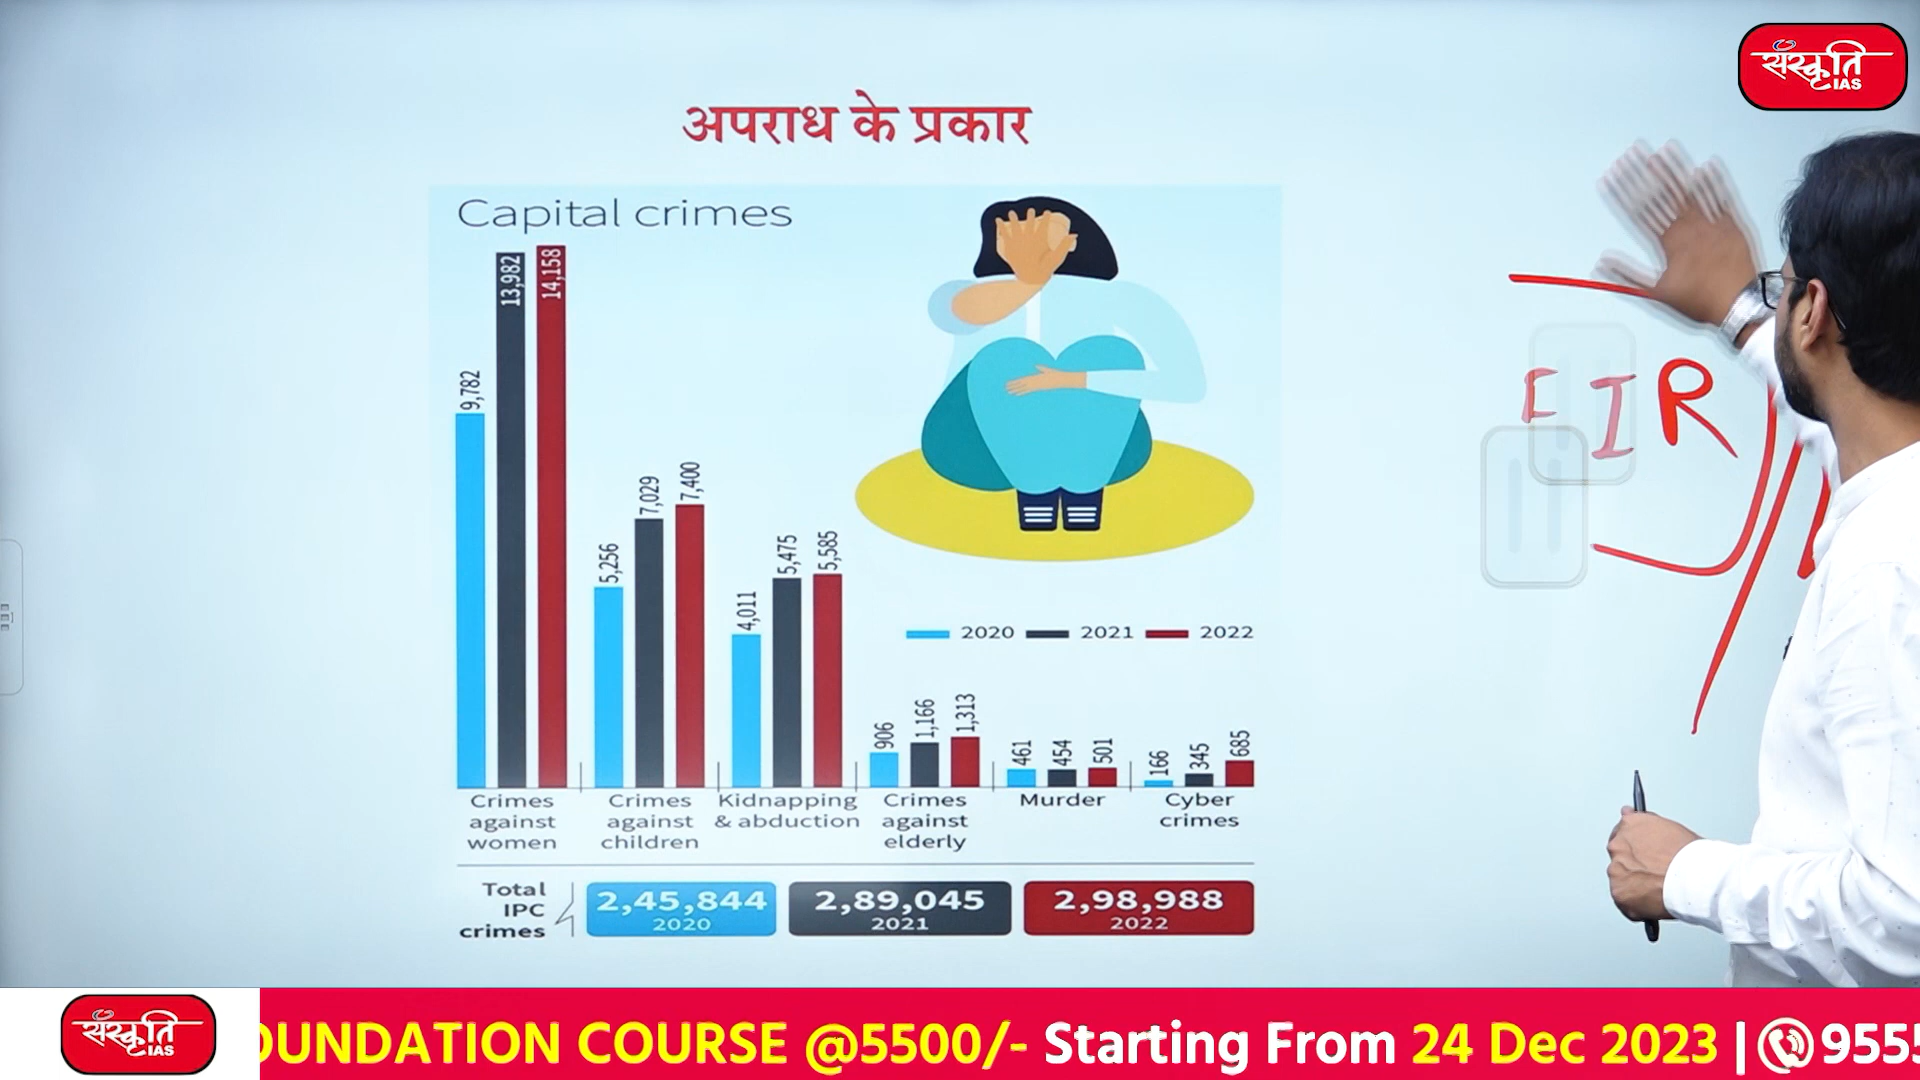 संस्कृति
IAS
अपराध के प्रकार
Capital crimes
9,782
13,982
14,158
5,256
7,029
7,400
4,011
5,475
5,585
906
1,166
1,313
461
454
501
166
345
685
2020 2021 2022
Crimes against women
Crimes against children
Kidnapping & abduction
Crimes against elderly
Murder
Cyber crimes
Total IPC crimes
2,45,844
2020
2,89,045
2021
2,98,988
2022
FIR
संस्कृति
IAS
OUNDATION COURSE @5500/- Starting From 24 Dec 2023 | 9555